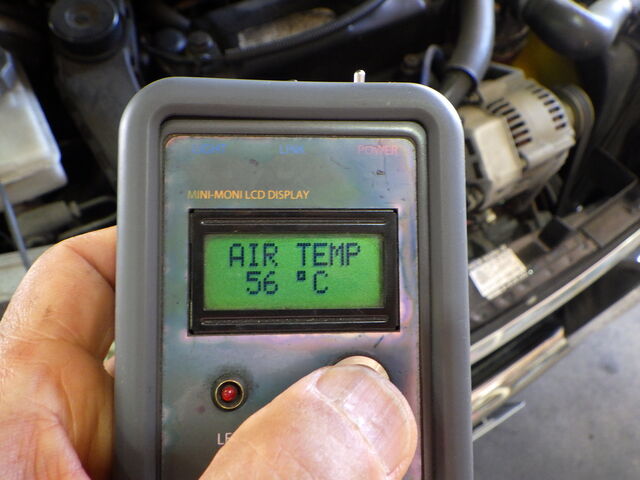 POWER
MINI-MONI LCD DISPLAY
AIR TEMP
56 °C